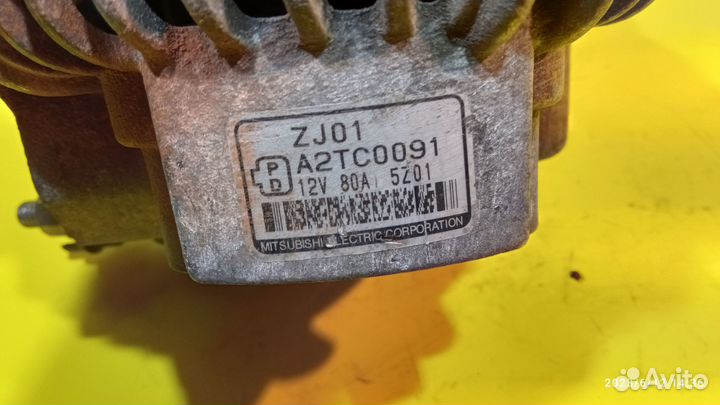 ZJ01
P
D
A2TC0091
12V 80A 5Z01
MITSUBISHI ELECTRIC CORPORATION
Avito